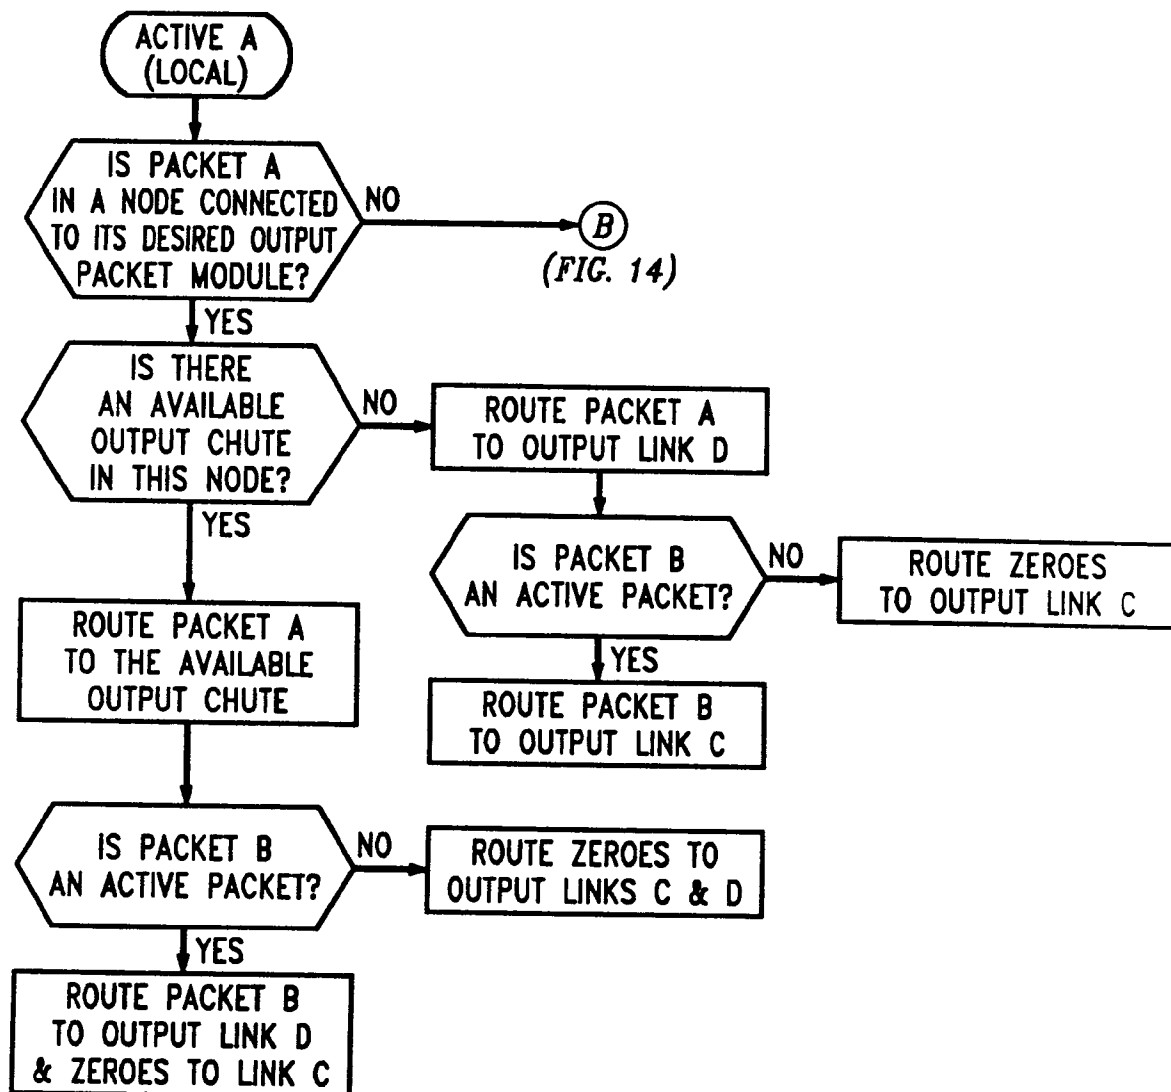 ACTIVE A
(LOCAL)
IS PACKET A
IN A NODE CONNECTED
TO ITS DESIRED OUTPUT
PACKET MODULE?
NO
B
(FIG. 14)
YES
IS THERE
AN AVAILABLE
OUTPUT CHUTE
IN THIS NODE?
NO
ROUTE PACKET A
TO OUTPUT LINK D
YES
IS PACKET B
AN ACTIVE PACKET?
NO
ROUTE ZEROES
TO OUTPUT LINK C
YES
ROUTE PACKET B
TO OUTPUT LINK C
ROUTE PACKET A
TO THE AVAILABLE
OUTPUT CHUTE
IS PACKET B
AN ACTIVE PACKET?
NO
ROUTE ZEROES TO
OUTPUT LINKS C & D
YES
ROUTE PACKET B
TO OUTPUT LINK D
& ZEROES TO LINK C